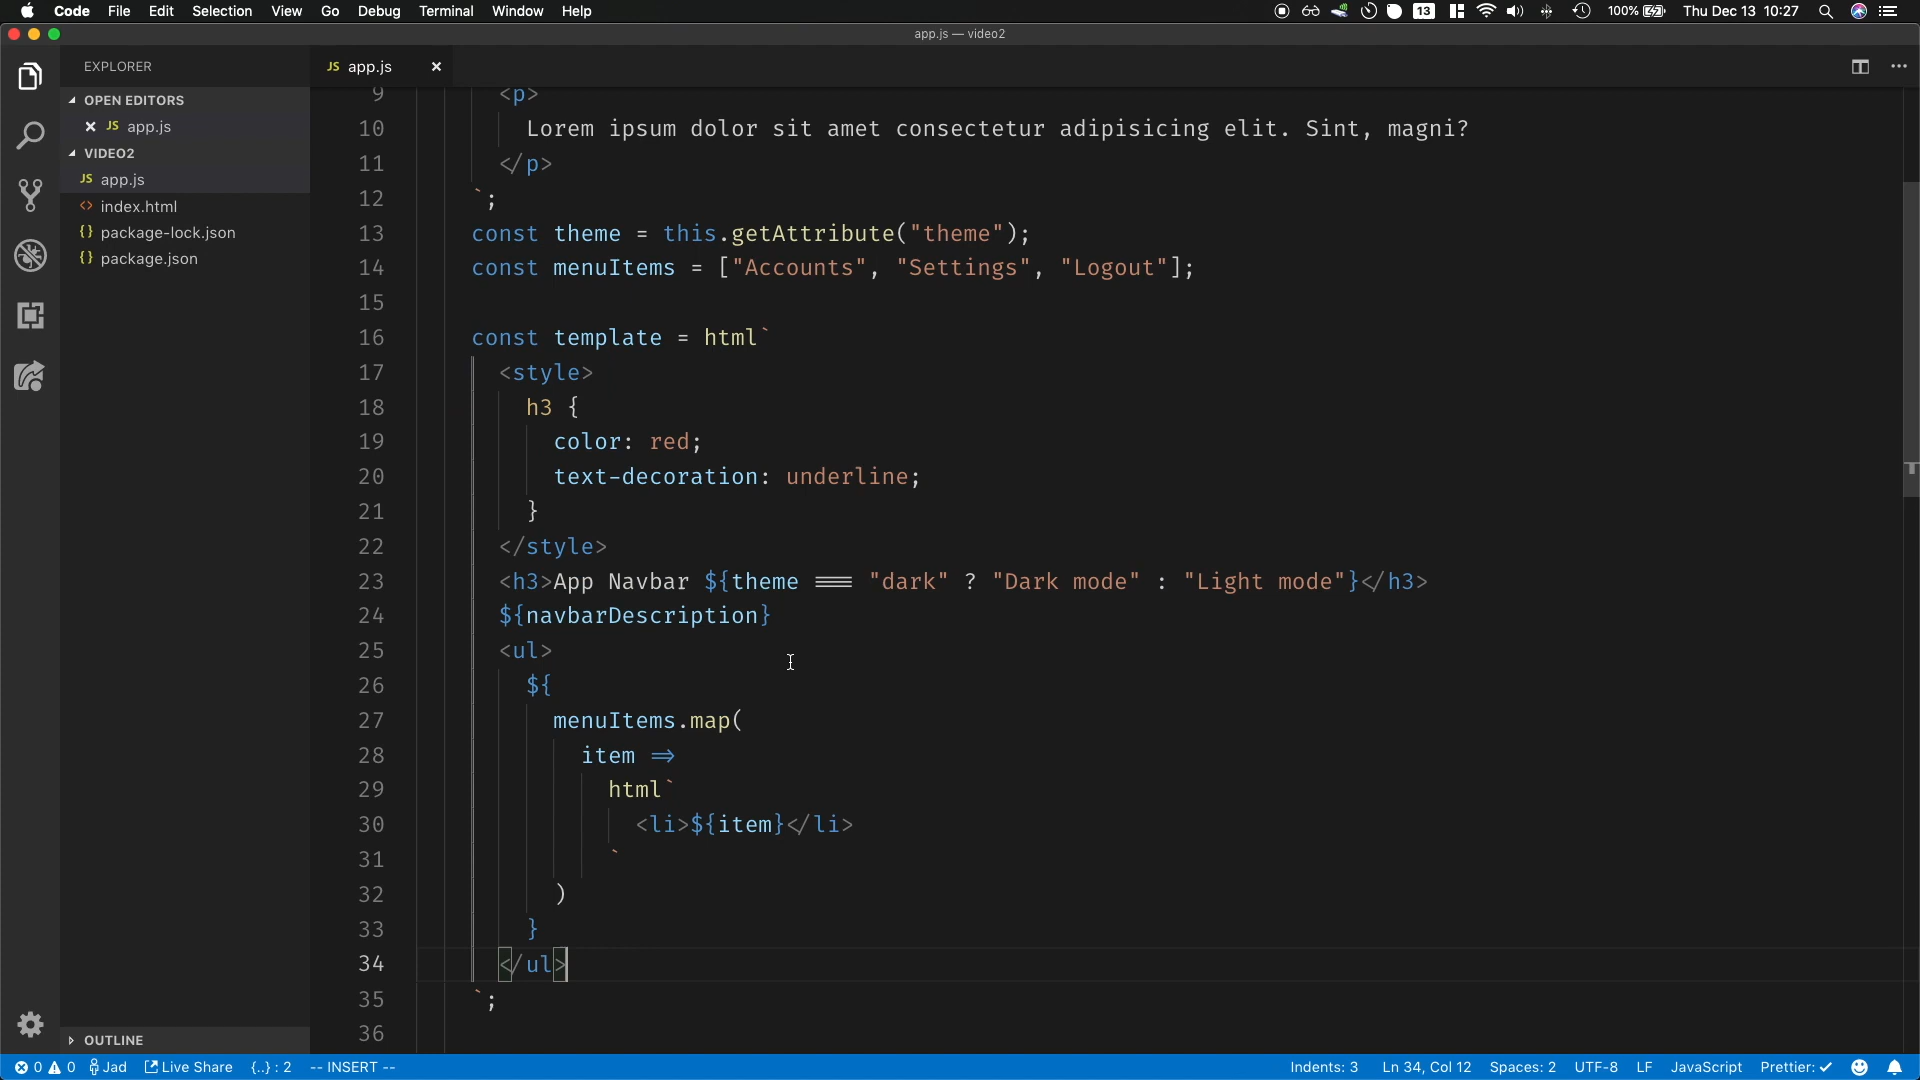 Code File Edit Selection View Go Debug Terminal Window Help 13 100% Thu Dec 13 10:27
app.js — video2
EXPLORER
JS app.js ×
OPEN EDITORS
× JS app.js
VIDEO2
JS app.js
<> index.html
{} package-lock.json
{} package.json
OUTLINE
9 <p>
10 Lorem ipsum dolor sit amet consectetur adipisicing elit. Sint, magni?
11 </p>
12 `;
13 const theme = this.getAttribute("theme");
14 const menuItems = ["Accounts", "Settings", "Logout"];
15
16 const template = html`
17 <style>
18 h3 {
19 color: red;
20 text-decoration: underline;
21 }
22 </style>
23 <h3>App Navbar ${theme === "dark" ? "Dark mode" : "Light mode"}</h3>
24 ${navbarDescription}
25 <ul>
26 ${
27 menuItems.map(
28 item =>
29 html`
30 <li>${item}</li>
31 `
32 )
33 }
34 </ul>
35 `;
36
0 0 Jad Live Share {..} : 2 -- INSERT -- Indents: 3 Ln 34, Col 12 Spaces: 2 UTF-8 LF JavaScript Prettier: ✓